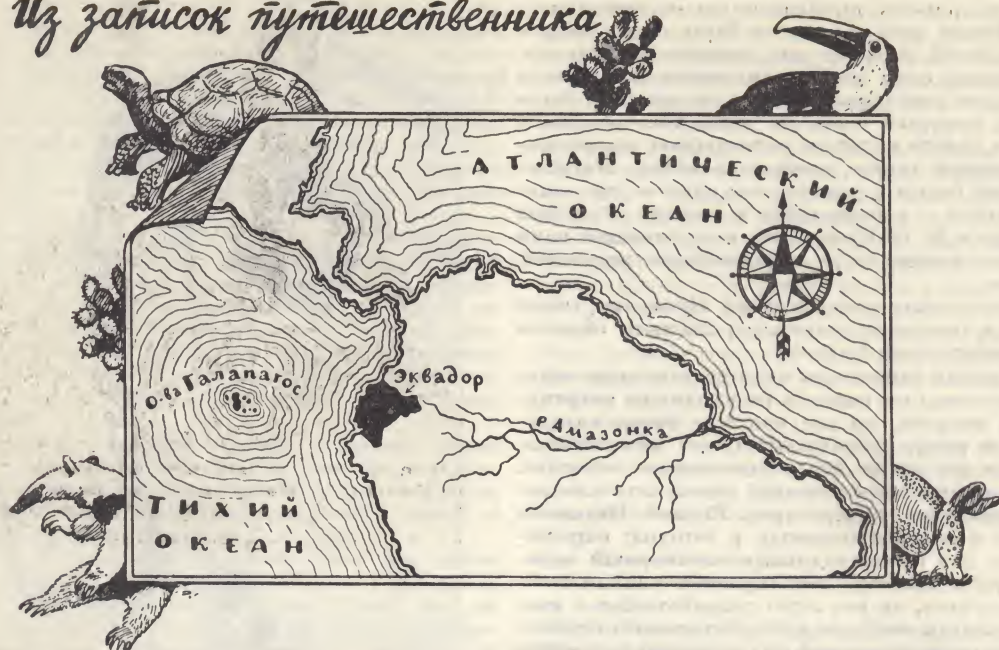 Из записок путешественника
АТЛАНТИЧЕСКИЙ
ОКЕАН
О-ва Галапагос
Эквадор
Р. Амазонка
ТИХИЙ
ОКЕАН